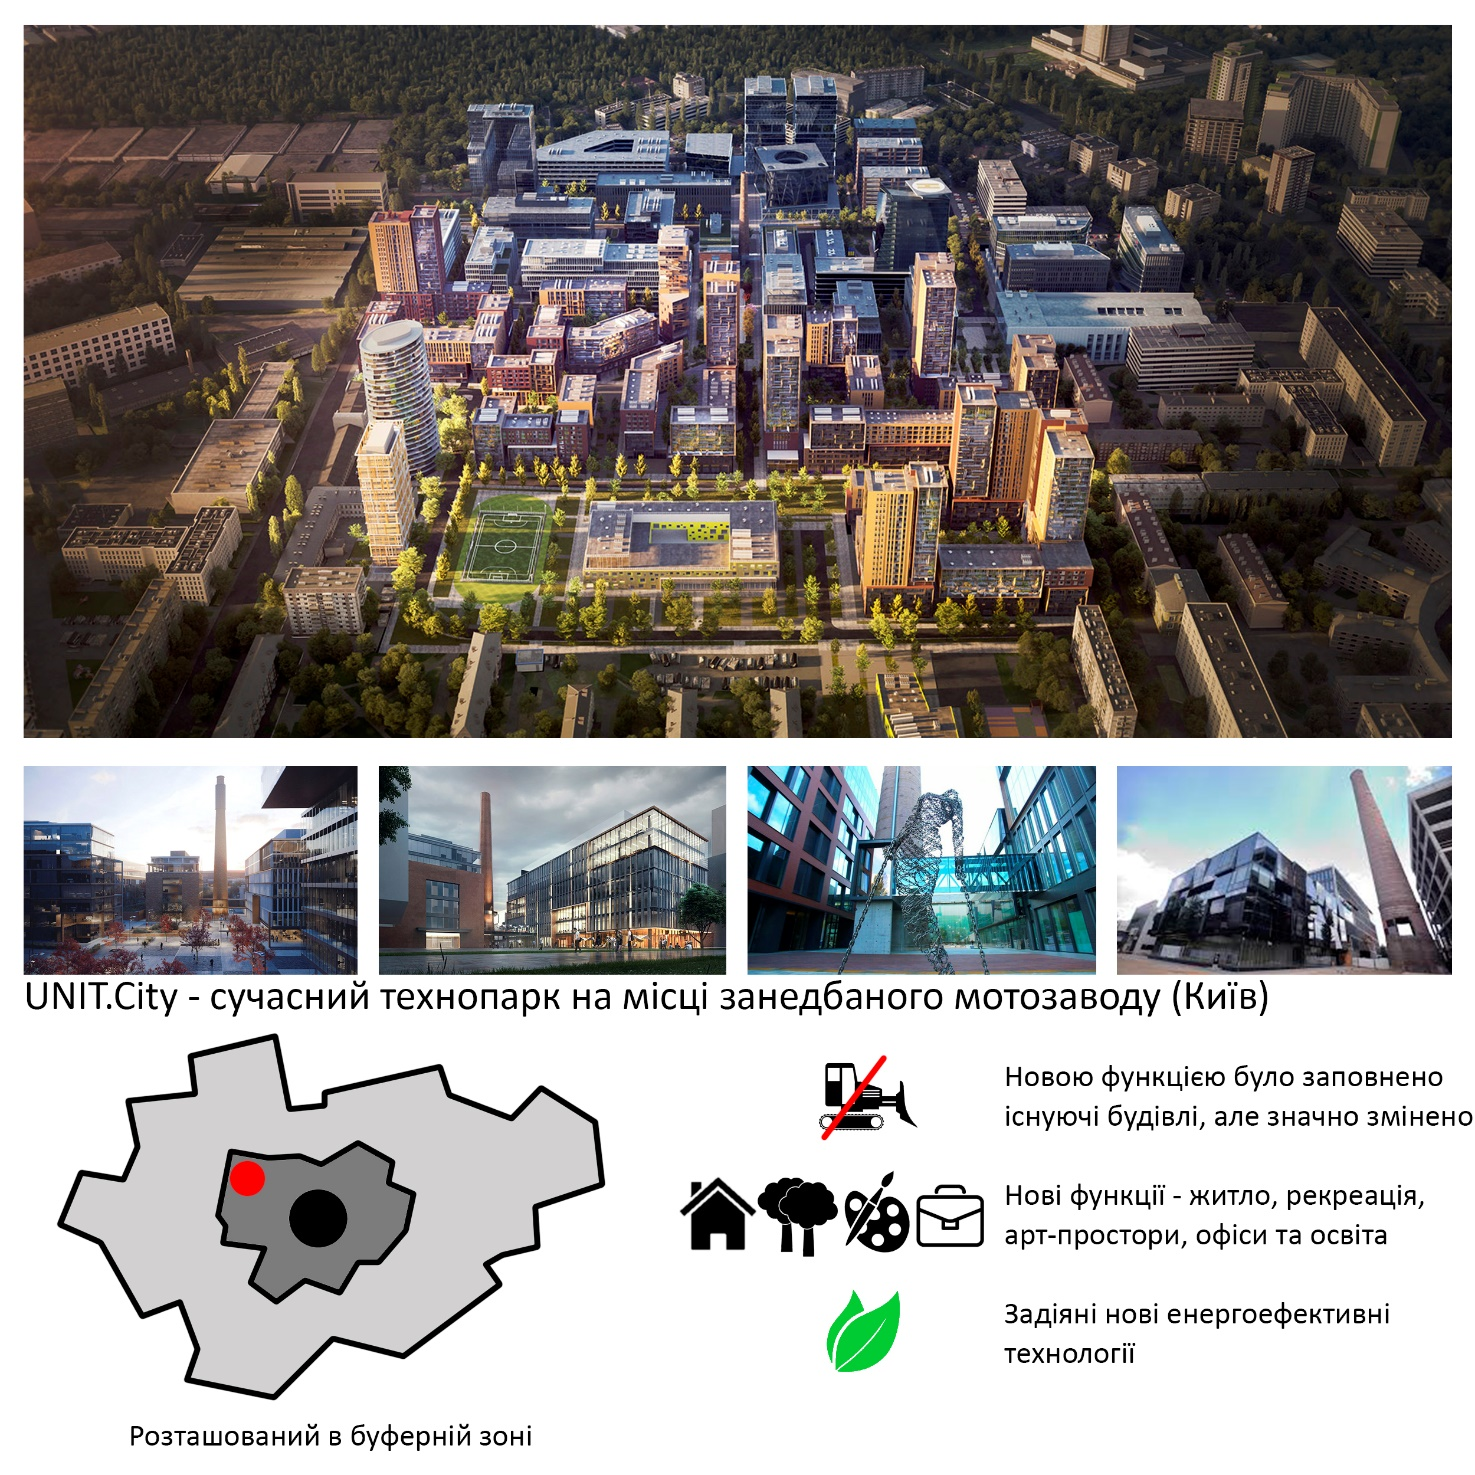 UNIT.City - сучасний технопарк на місці занедбаного мотозаводу (Київ)
Новою функцією було заповнено
існуючі будівлі, але значно змінено
Нові функції - житло, рекреація,
арт-простори, офіси та освіта
Задіяні нові енергоефективні
технології
Розташований в буферній зоні